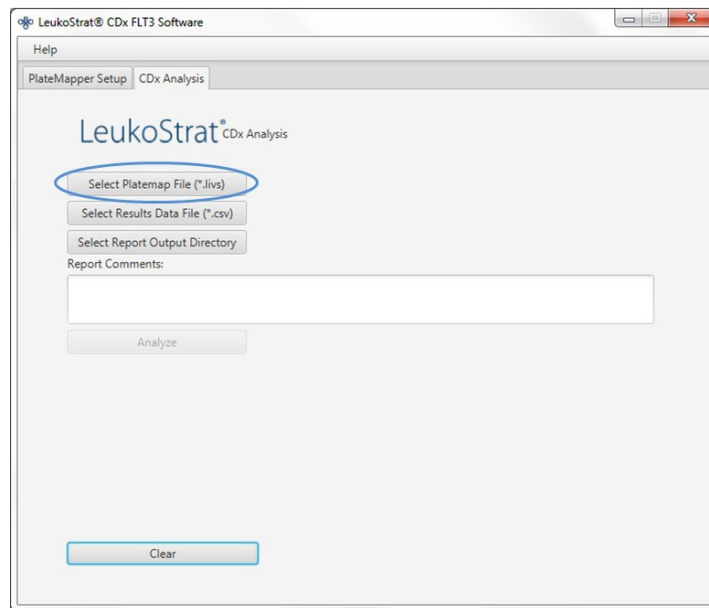 LeukoStrat® CDx FLT3 Software
Help
PlateMapper Setup CDx Analysis
LeukoStrat® CDx Analysis
Select Platemap File (*.livs)
Select Results Data File (*.csv)
Select Report Output Directory
Report Comments:
Analyze
Clear